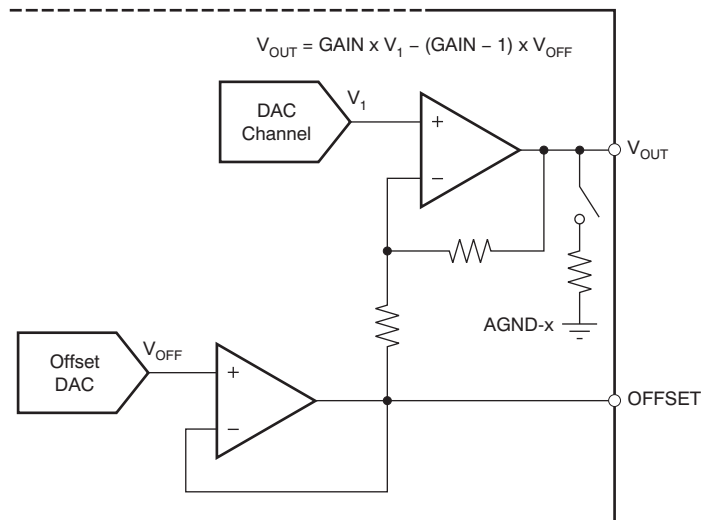 V_OUT = GAIN x V_1 – (GAIN – 1) x V_OFF
DAC
Channel
V_1
+
–
V_OUT
AGND-x
Offset
DAC
V_OFF
+
–
OFFSET